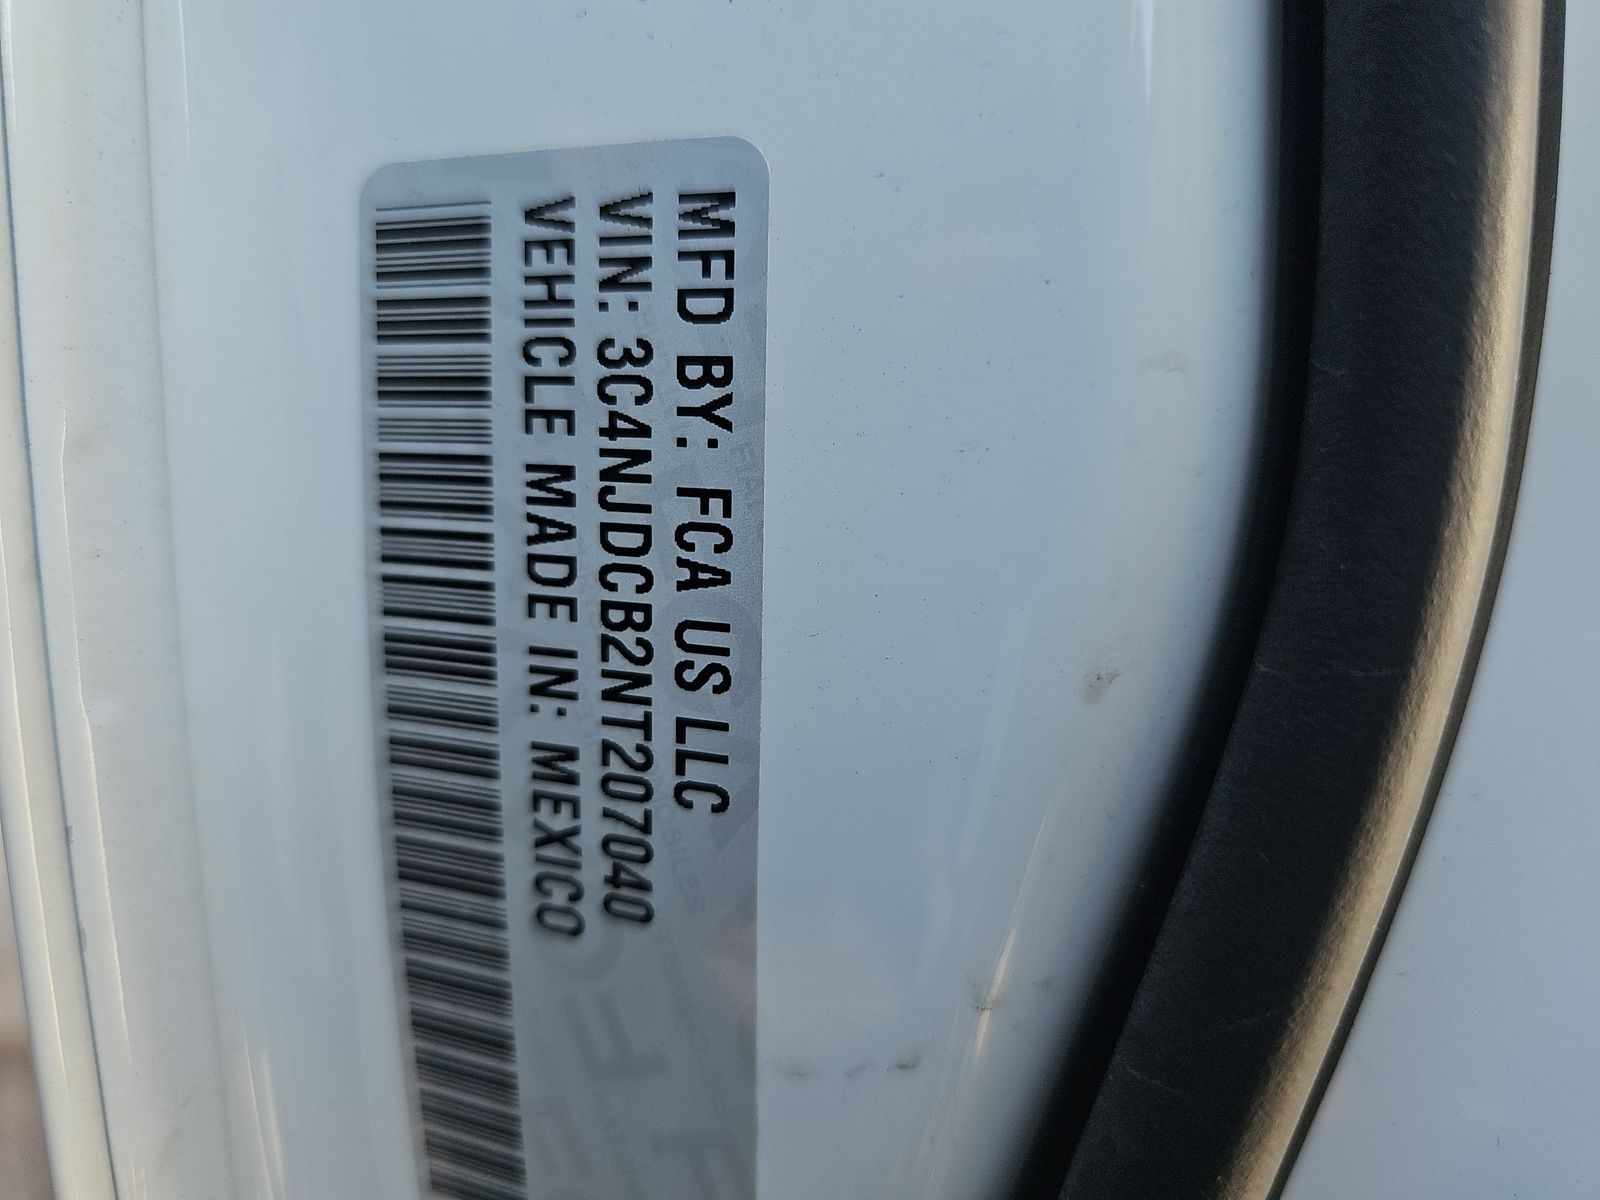 MFD BY: FCA US LLC
VIN: 3C4NJDCB2NT207040
VEHICLE MADE IN: MEXICO